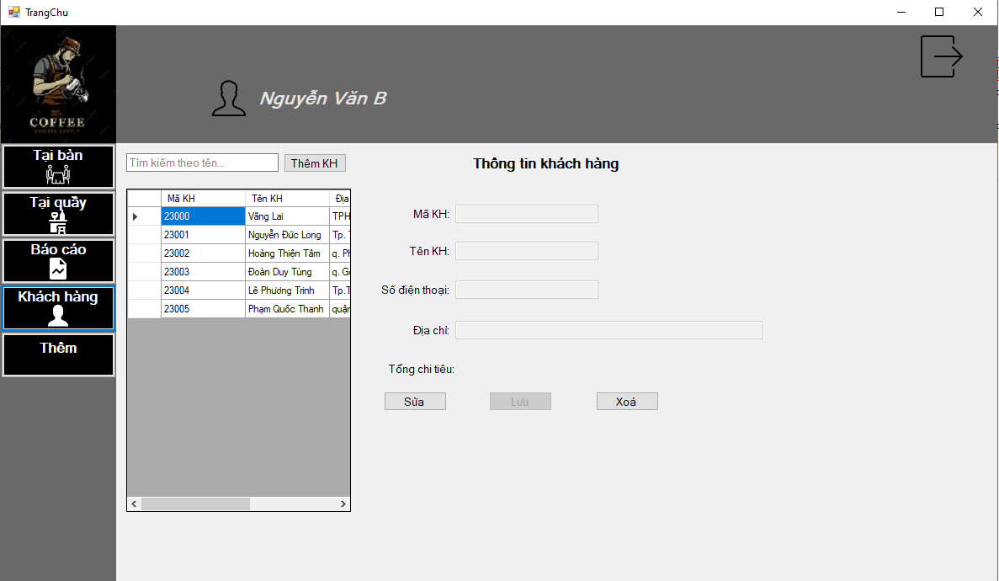 TrangChu
COFFEE
Nguyễn Văn B
Tại bàn
Tại quầy
Báo cáo
Khách hàng
Thêm
Tìm kiếm theo tên...
Thêm KH
Mã KH Tên KH Địa
23000 Vãng Lai TPH
23001 Nguyễn Đức Long Tp. T
23002 Hoàng Thiện Tâm q. Ph
23003 Đoàn Duy Tùng q. Gò
23004 Lê Phương Trinh Tp.T
23005 Phạm Quốc Thanh quận
Thông tin khách hàng
Mã KH:
Tên KH:
Số điện thoại:
Địa chỉ:
Tổng chi tiêu:
Sửa Lưu Xoá